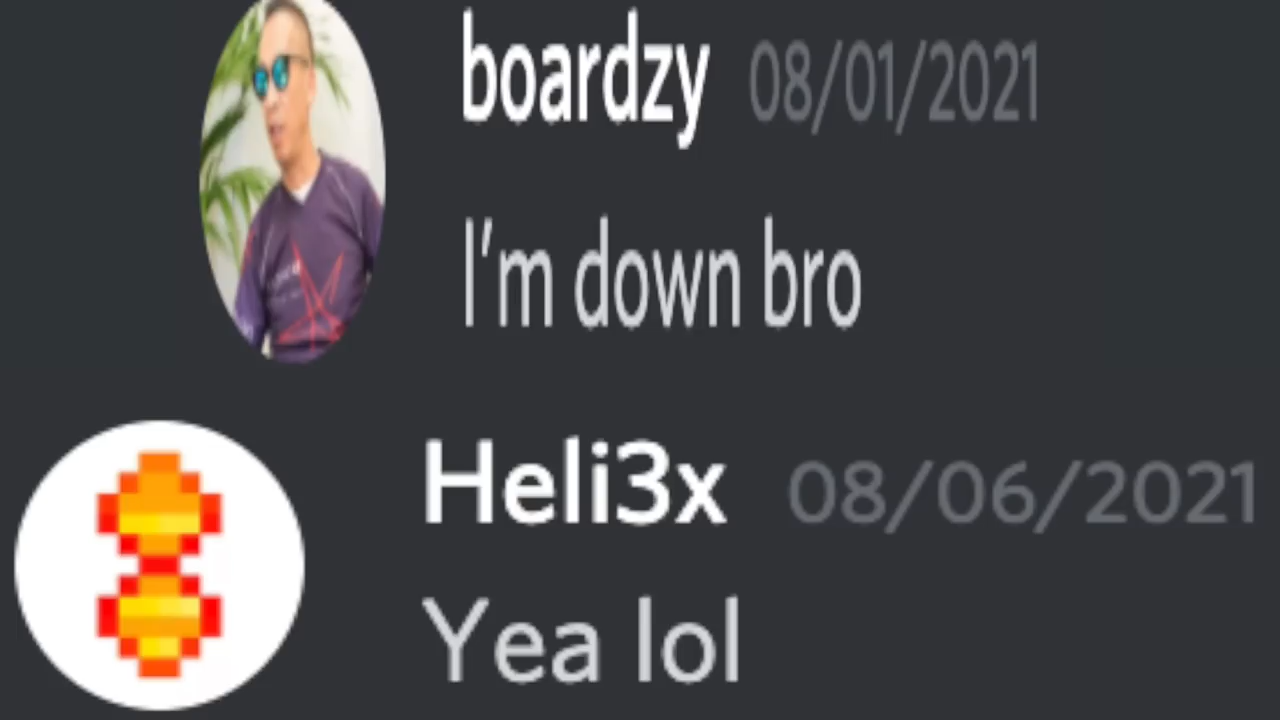 boardzy 08/01/2021
I'm down bro
Heli3x 08/06/2021
Yea lol